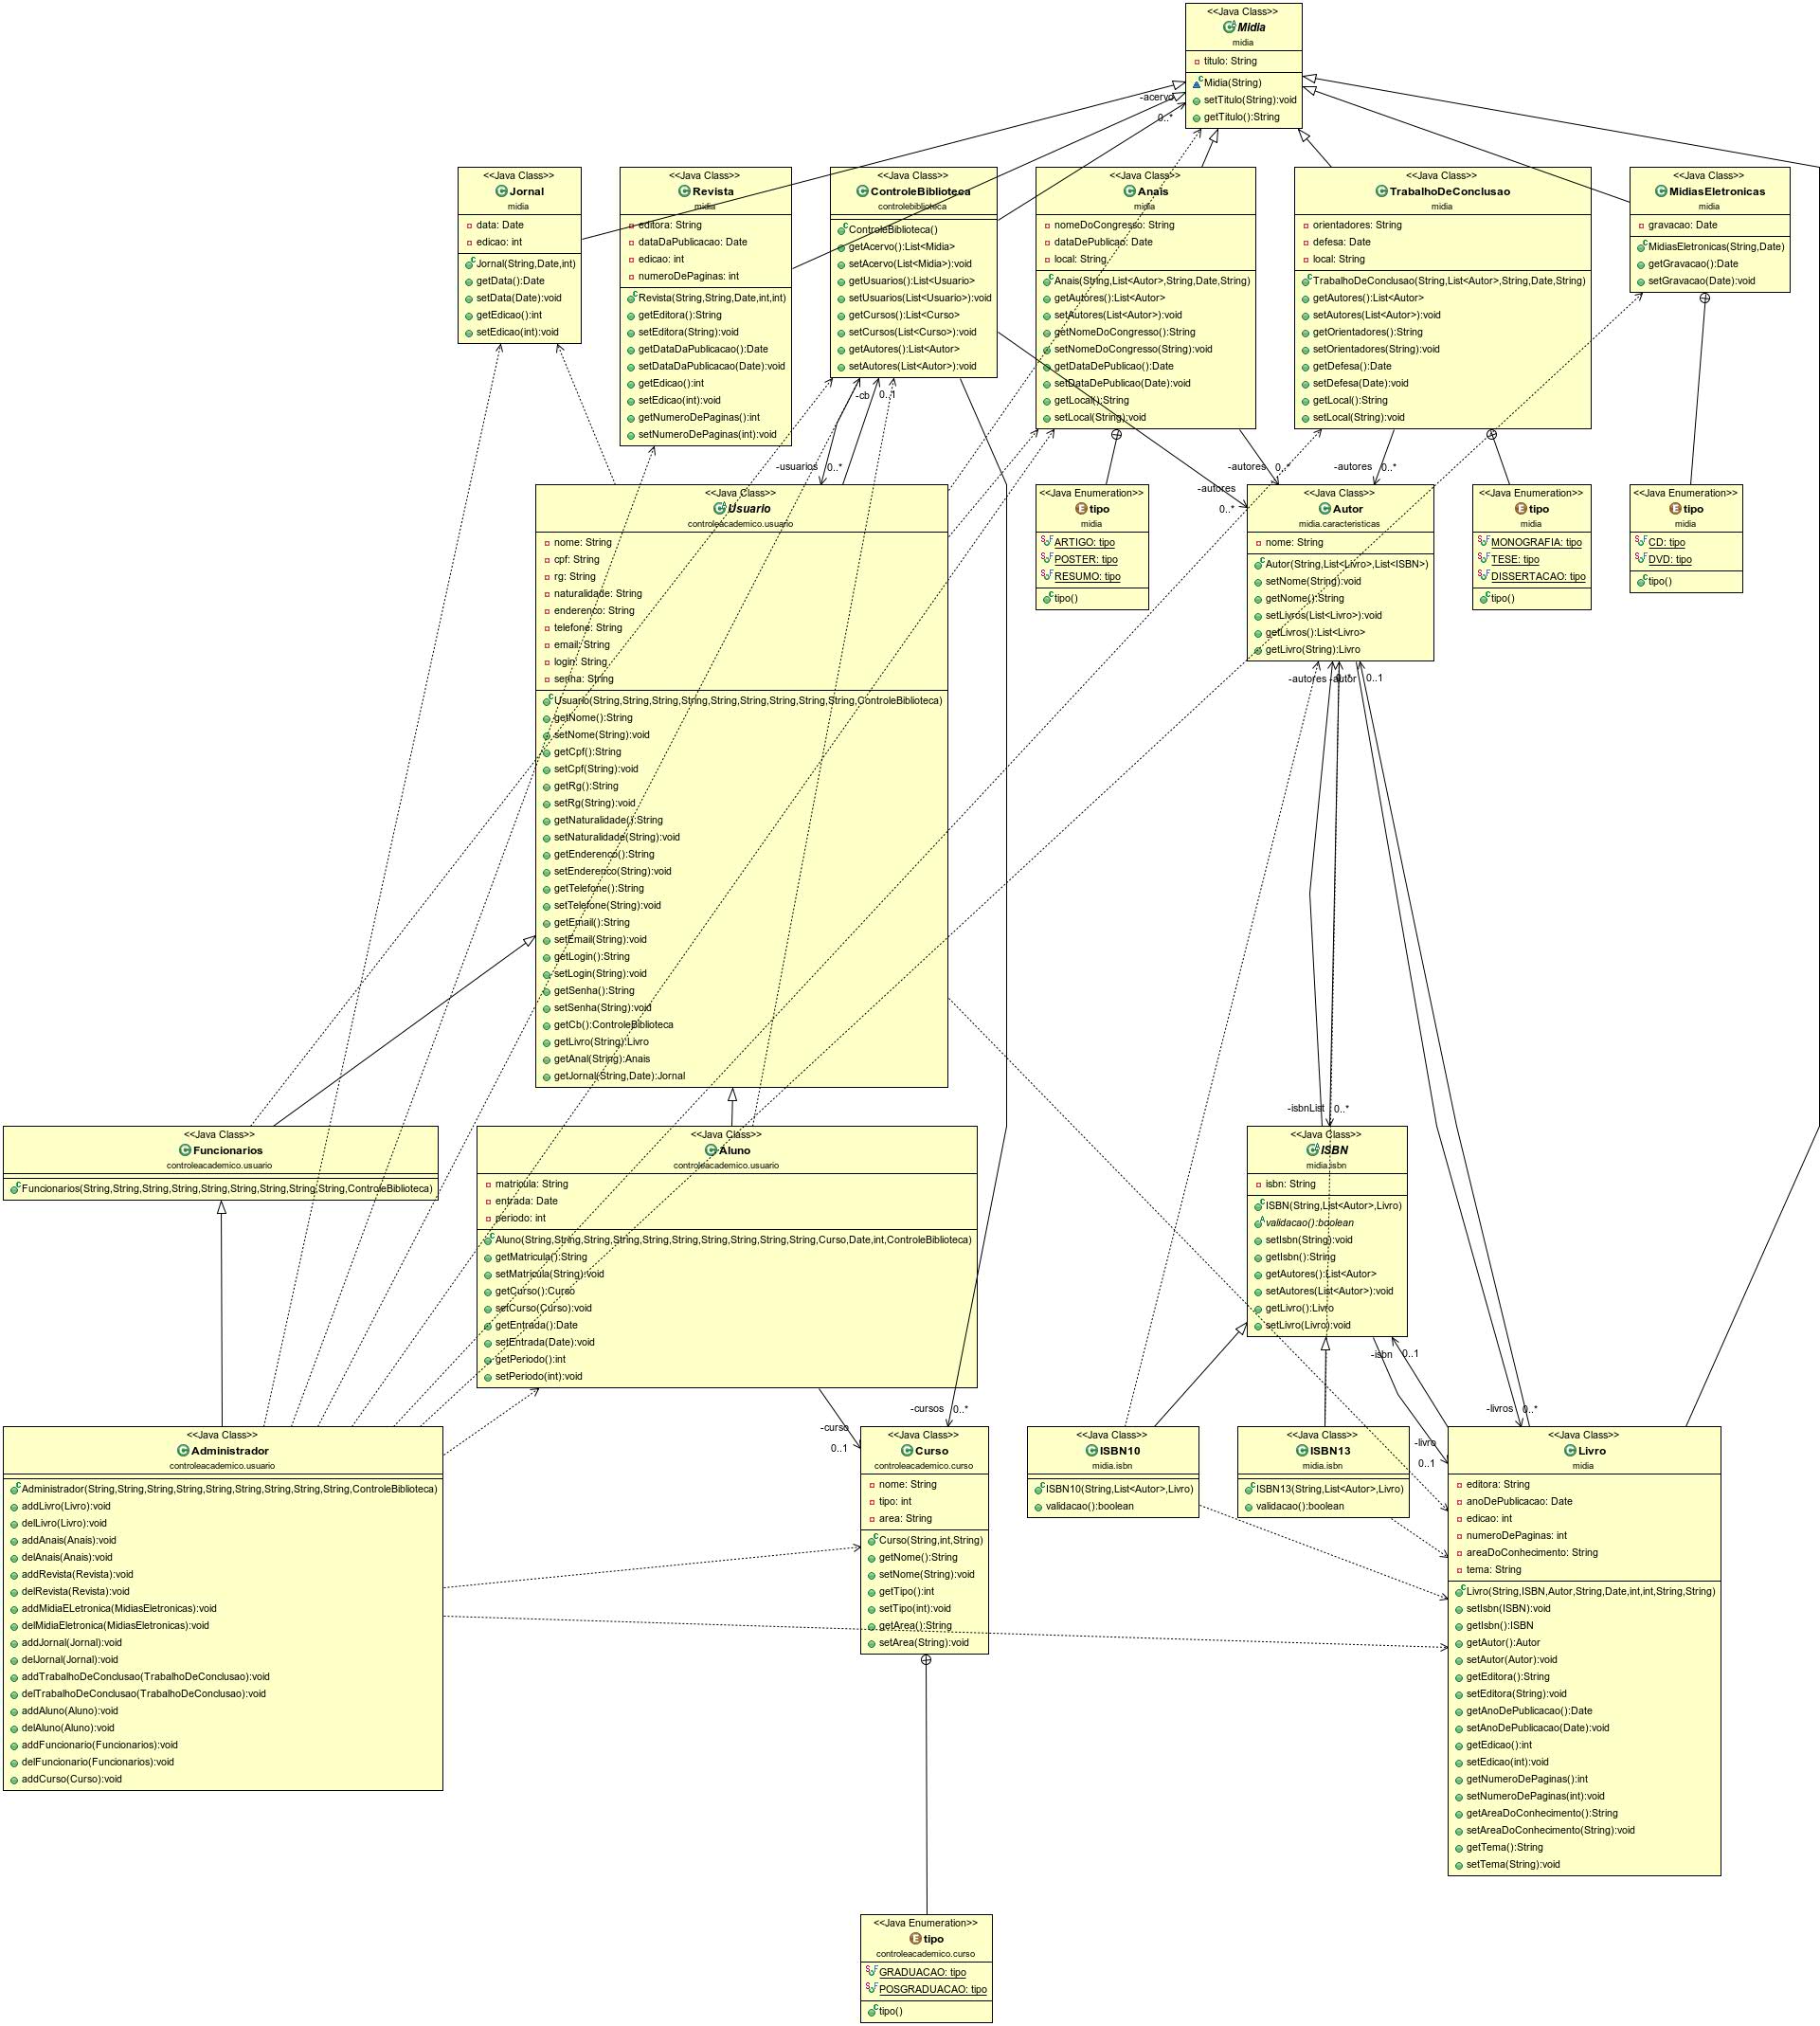 <<Java Class>>
Midia
midia
titulo: String
Midia(String)
setTitulo(String):void
getTitulo():String
-acervo
0..*
<<Java Class>>
Jornal
midia
data: Date
edicao: int
Jornal(String,Date,int)
getData():Date
setData(Date):void
getEdicao():int
setEdicao(int):void
<<Java Class>>
Revista
midia
editora: String
dataDaPublicacao: Date
edicao: int
numeroDePaginas: int
Revista(String,String,Date,int,int)
getEditora():String
setEditora(String):void
getDataDaPublicacao():Date
setDataDaPublicacao(Date):void
getEdicao():int
setEdicao(int):void
getNumeroDePaginas():int
setNumeroDePaginas(int):void
<<Java Class>>
ControleBiblioteca
controlebiblioteca
ControleBiblioteca()
getAcervo():List<Midia>
setAcervo(List<Midia>):void
getUsuarios():List<Usuario>
setUsuarios(List<Usuario>):void
getCursos():List<Curso>
setCursos(List<Curso>):void
getAutores():List<Autor>
setAutores(List<Autor>):void
<<Java Class>>
Anais
midia
nomeDoCongresso: String
dataDePublicao: Date
local: String
Anais(String,List<Autor>,String,Date,String)
getAutores():List<Autor>
setAutores(List<Autor>):void
getNomeDoCongresso():String
setNomeDoCongresso(String):void
getDataDePublicao():Date
setDataDePublicao(Date):void
getLocal():String
setLocal(String):void
<<Java Class>>
TrabalhoDeConclusao
midia
orientadores: String
defesa: Date
local: String
TrabalhoDeConclusao(String,List<Autor>,String,Date,String)
getAutores():List<Autor>
setAutores(List<Autor>):void
getOrientadores():String
setOrientadores(String):void
getDefesa():Date
setDefesa(Date):void
getLocal():String
setLocal(String):void
<<Java Class>>
MidiasEletronicas
midia
gravacao: Date
MidiasEletronicas(String,Date)
getGravacao():Date
setGravacao(Date):void
-cb
0..1
-usuarios
0..*
-autores
0..*
-autores
0..*
-autores
0..*
<<Java Class>>
Usuario
controleacademico.usuario
nome: String
cpf: String
rg: String
naturalidade: String
enderenco: String
telefone: String
email: String
login: String
senha: String
Usuario(String,String,String,String,String,String,String,String,String,ControleBiblioteca)
getNome():String
setNome(String):void
getCpf():String
setCpf(String):void
getRg():String
setRg(String):void
getNaturalidade():String
setNaturalidade(String):void
getEnderenco():String
setEnderenco(String):void
getTelefone():String
setTelefone(String):void
getEmail():String
setEmail(String):void
getLogin():String
setLogin(String):void
getSenha():String
setSenha(String):void
getCb():ControleBiblioteca
getLivro(String):Livro
getAnal(String):Anais
getJornal(String,Date):Jornal
<<Java Enumeration>>
tipo
midia
ARTIGO: tipo
POSTER: tipo
RESUMO: tipo
tipo()
<<Java Class>>
Autor
midia.caracteristicas
nome: String
Autor(String,List<Livro>,List<ISBN>)
setNome(String):void
getNome():String
setLivros(List<Livro>):void
getLivros():List<Livro>
getLivro(String):Livro
<<Java Enumeration>>
tipo
midia
MONOGRAFIA: tipo
TESE: tipo
DISSERTACAO: tipo
tipo()
<<Java Enumeration>>
tipo
midia
CD: tipo
DVD: tipo
tipo()
-autores
0..*
-autor
0..1
-isbnList
0..*
<<Java Class>>
Funcionarios
controleacademico.usuario
Funcionarios(String,String,String,String,String,String,String,String,String,ControleBiblioteca)
<<Java Class>>
Aluno
controleacademico.usuario
matricula: String
entrada: Date
periodo: int
Aluno(String,String,String,String,String,String,String,String,String,String,Curso,Date,int,ControleBiblioteca)
getMatricula():String
setMatricula(String):void
getCurso():Curso
setCurso(Curso):void
getEntrada():Date
setEntrada(Date):void
getPeriodo():int
setPeriodo(int):void
<<Java Class>>
ISBN
midia.isbn
isbn: String
ISBN(String,List<Autor>,Livro)
validacao():boolean
setIsbn(String):void
getIsbn():String
getAutores():List<Autor>
setAutores(List<Autor>):void
getLivro():Livro
setLivro(Livro):void
-isbn
0..1
-curso
0..1
-cursos
0..*
-livros
0..*
-livro
0..1
<<Java Class>>
Administrador
controleacademico.usuario
Administrador(String,String,String,String,String,String,String,String,String,ControleBiblioteca)
addLivro(Livro):void
delLivro(Livro):void
addAnais(Anais):void
delAnais(Anais):void
addRevista(Revista):void
delRevista(Revista):void
addMidiaELetronica(MidiasEletronicas):void
delMidiaEletronica(MidiasEletronicas):void
addJornal(Jornal):void
delJornal(Jornal):void
addTrabalhoDeConclusao(TrabalhoDeConclusao):void
delTrabalhoDeConclusao(TrabalhoDeConclusao):void
addAluno(Aluno):void
delAluno(Aluno):void
addFuncionario(Funcionarios):void
delFuncionario(Funcionarios):void
addCurso(Curso):void
<<Java Class>>
Curso
controleacademico.curso
nome: String
tipo: int
area: String
Curso(String,int,String)
getNome():String
setNome(String):void
getTipo():int
setTipo(int):void
getArea():String
setArea(String):void
<<Java Class>>
ISBN10
midia.isbn
ISBN10(String,List<Autor>,Livro)
validacao():boolean
<<Java Class>>
ISBN13
midia.isbn
ISBN13(String,List<Autor>,Livro)
validacao():boolean
<<Java Class>>
Livro
midia
editora: String
anoDePublicacao: Date
edicao: int
numeroDePaginas: int
areaDoConhecimento: String
tema: String
Livro(String,ISBN,Autor,String,Date,int,int,String,String)
setIsbn(ISBN):void
getIsbn():ISBN
getAutor():Autor
setAutor(Autor):void
getEditora():String
setEditora(String):void
getAnoDePublicacao():Date
setAnoDePublicacao(Date):void
getEdicao():int
setEdicao(int):void
getNumeroDePaginas():int
setNumeroDePaginas(int):void
getAreaDoConhecimento():String
setAreaDoConhecimento(String):void
getTema():String
setTema(String):void
<<Java Enumeration>>
tipo
controleacademico.curso
GRADUACAO: tipo
POSGRADUACAO: tipo
tipo()